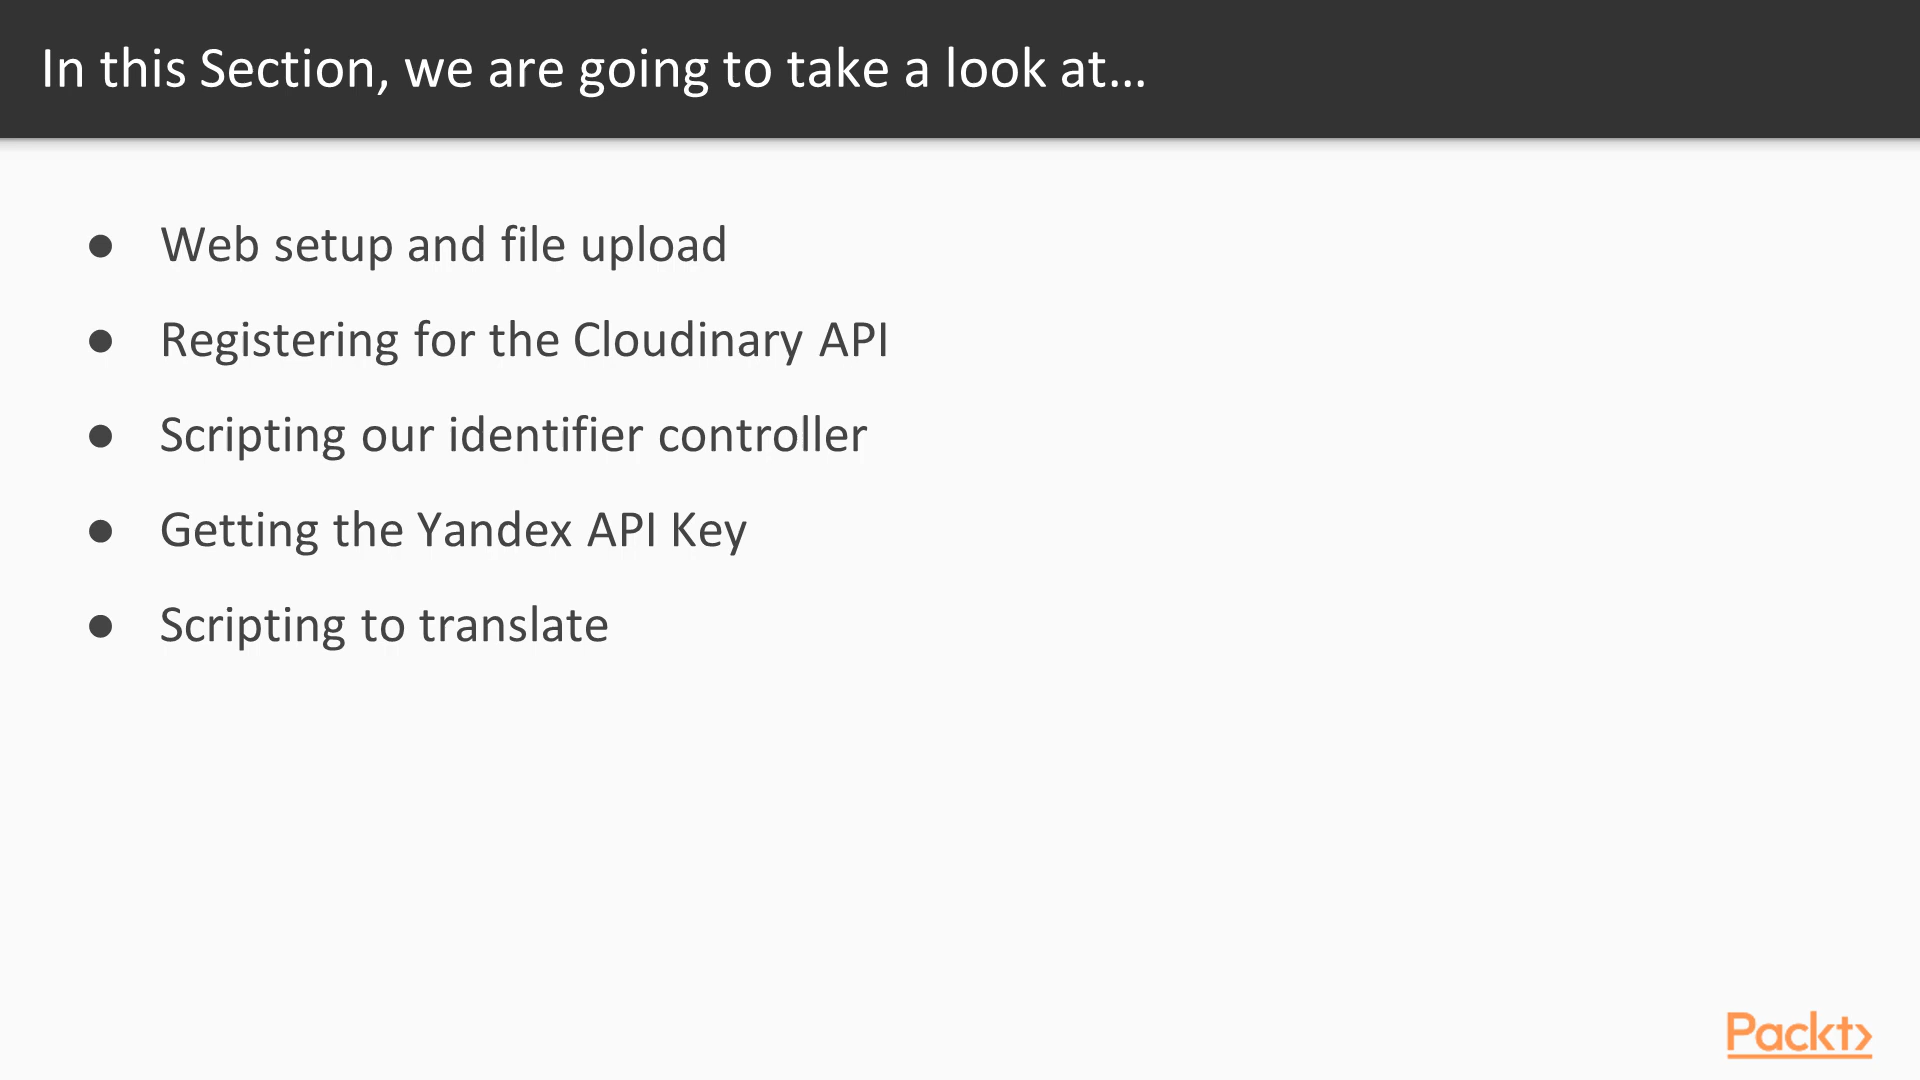 In this Section, we are going to take a look at...
● Web setup and file upload
● Registering for the Cloudinary API
● Scripting our identifier controller
● Getting the Yandex API Key
● Scripting to translate
Packt>